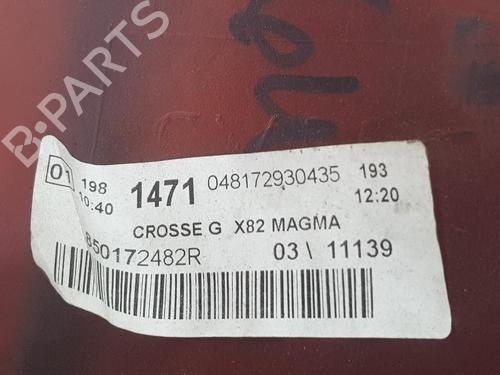 B-PARTS
01 198 1471 048172930435 193
10:40 12:20
CROSSE G X82 MAGMA
850172482R 03\ 11139